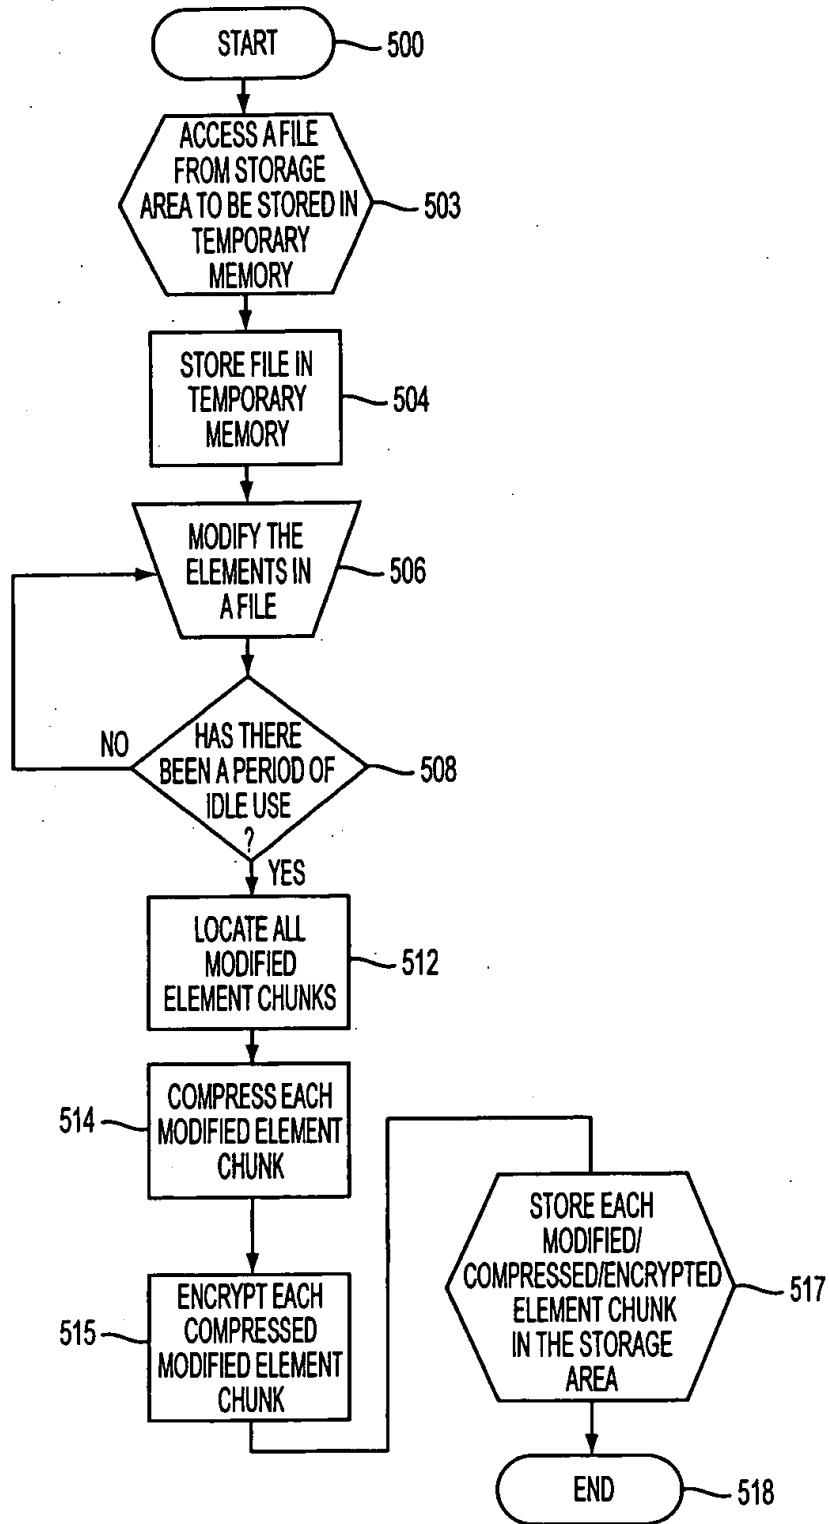 START
500
ACCESS A FILE
FROM STORAGE
AREA TO BE STORED IN
TEMPORARY
MEMORY
503
STORE FILE IN
TEMPORARY
MEMORY
504
MODIFY THE
ELEMENTS IN
A FILE
506
NO
HAS THERE
BEEN A PERIOD OF
IDLE USE
?
508
YES
LOCATE ALL
MODIFIED
ELEMENT CHUNKS
512
514
COMPRESS EACH
MODIFIED ELEMENT
CHUNK
515
ENCRYPT EACH
COMPRESSED
MODIFIED ELEMENT
CHUNK
STORE EACH
MODIFIED/
COMPRESSED/ENCRYPTED
ELEMENT CHUNK
IN THE STORAGE
AREA
517
END
518